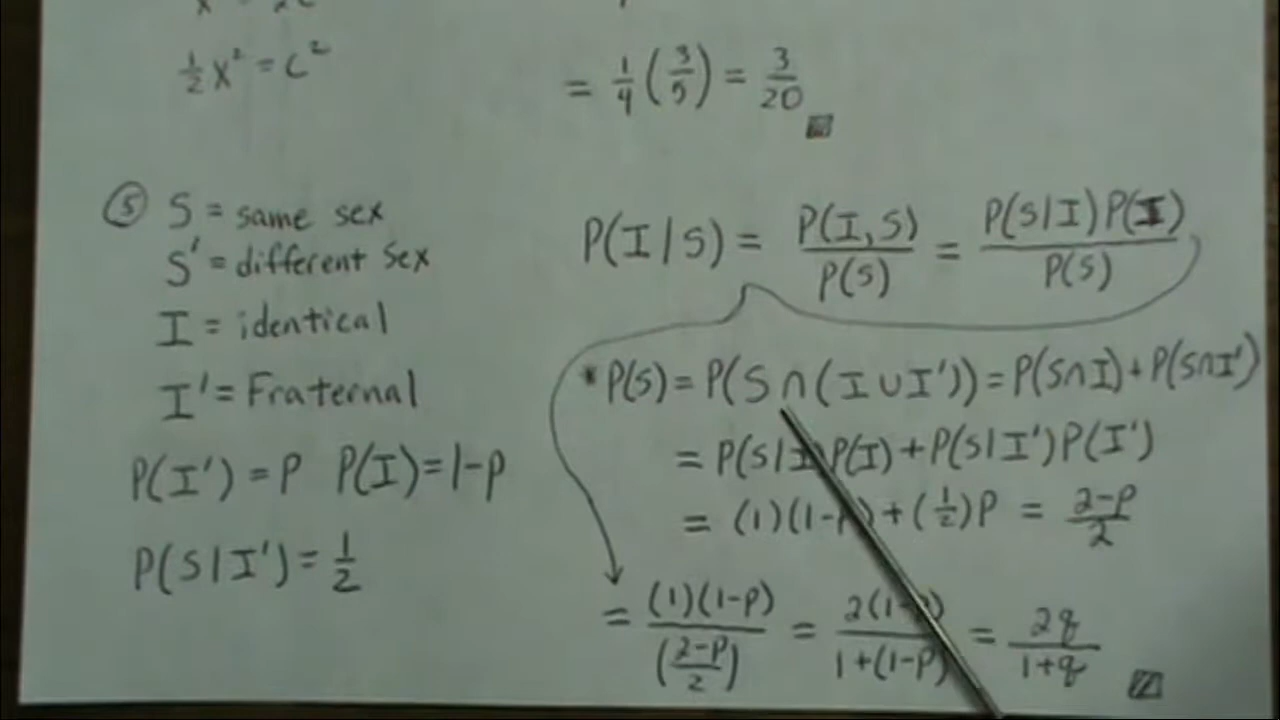 ½x² = c²
= 1/4 (3/5) = 3/20
⑤ S = same sex
S' = different sex
I = identical
I' = Fraternal
P(I') = p P(I) = 1-p
P(S|I') = 1/2
P(I|S) = P(I,S)/P(S) = P(S|I)P(I)/P(S)
*P(S) = P(S∩(I∪I')) = P(S∩I) + P(S∩I')
= P(S|I)P(I) + P(S|I')P(I')
= (1)(1-p) + (½)p = 2-p/2
= (1)(1-p)/(2-p/2) = 2(1-p)/1+(1-p) = 2q/1+q